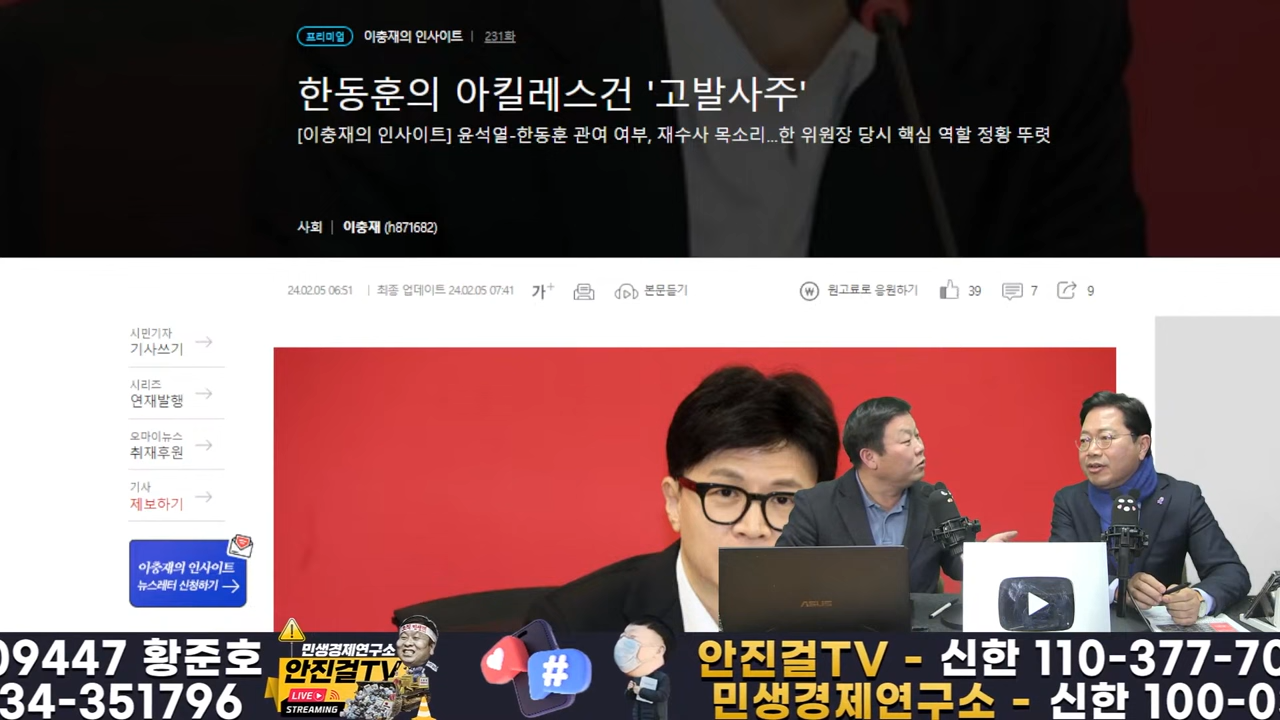 프리미엄 이충재의 인사이트 | 231화
한동훈의 아킬레스건 '고발사주'
[이충재의 인사이트] 윤석열-한동훈 관여 여부, 재수사 목소리...한 위원장 당시 핵심 역할 정황 뚜렷
사회 | 이충재 (h871682)
24.02.05 06:51 | 최종 업데이트 24.02.05 07:41 가+ 본문듣기 원고료로 응원하기 39 7 9
시민기자
기사쓰기
시리즈
연재발행
오마이뉴스
취재후원
기사
제보하기
이충재의 인사이트
뉴스레터 신청하기
ASUS
09447 황준호
34-351796
민생경제연구소
안진걸TV
LIVE
STREAMING
#
안진걸TV - 신한 110-377-70
민생경제연구소 - 신한 100-0